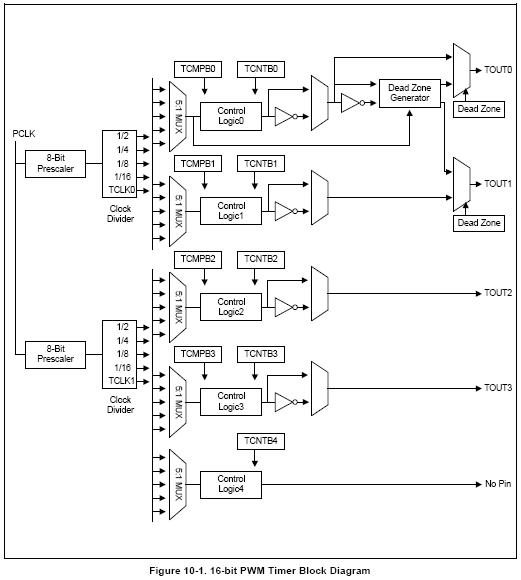 TCMPB0
TCNTB0
TOUT0
Dead Zone
Generator
5:1 MUX
Control
Logic0
Dead Zone
PCLK
8-Bit
Prescaler
1/2
1/4
1/8
1/16
TCLK0
Clock
Divider
TCMPB1
TCNTB1
5:1 MUX
Control
Logic1
TOUT1
Dead Zone
TCMPB2
TCNTB2
5:1 MUX
Control
Logic2
TOUT2
8-Bit
Prescaler
1/2
1/4
1/8
1/16
TCLK1
Clock
Divider
TCMPB3
TCNTB3
5:1 MUX
Control
Logic3
TOUT3
TCNTB4
5:1 MUX
Control
Logic4
No Pin
Figure 10-1. 16-bit PWM Timer Block Diagram